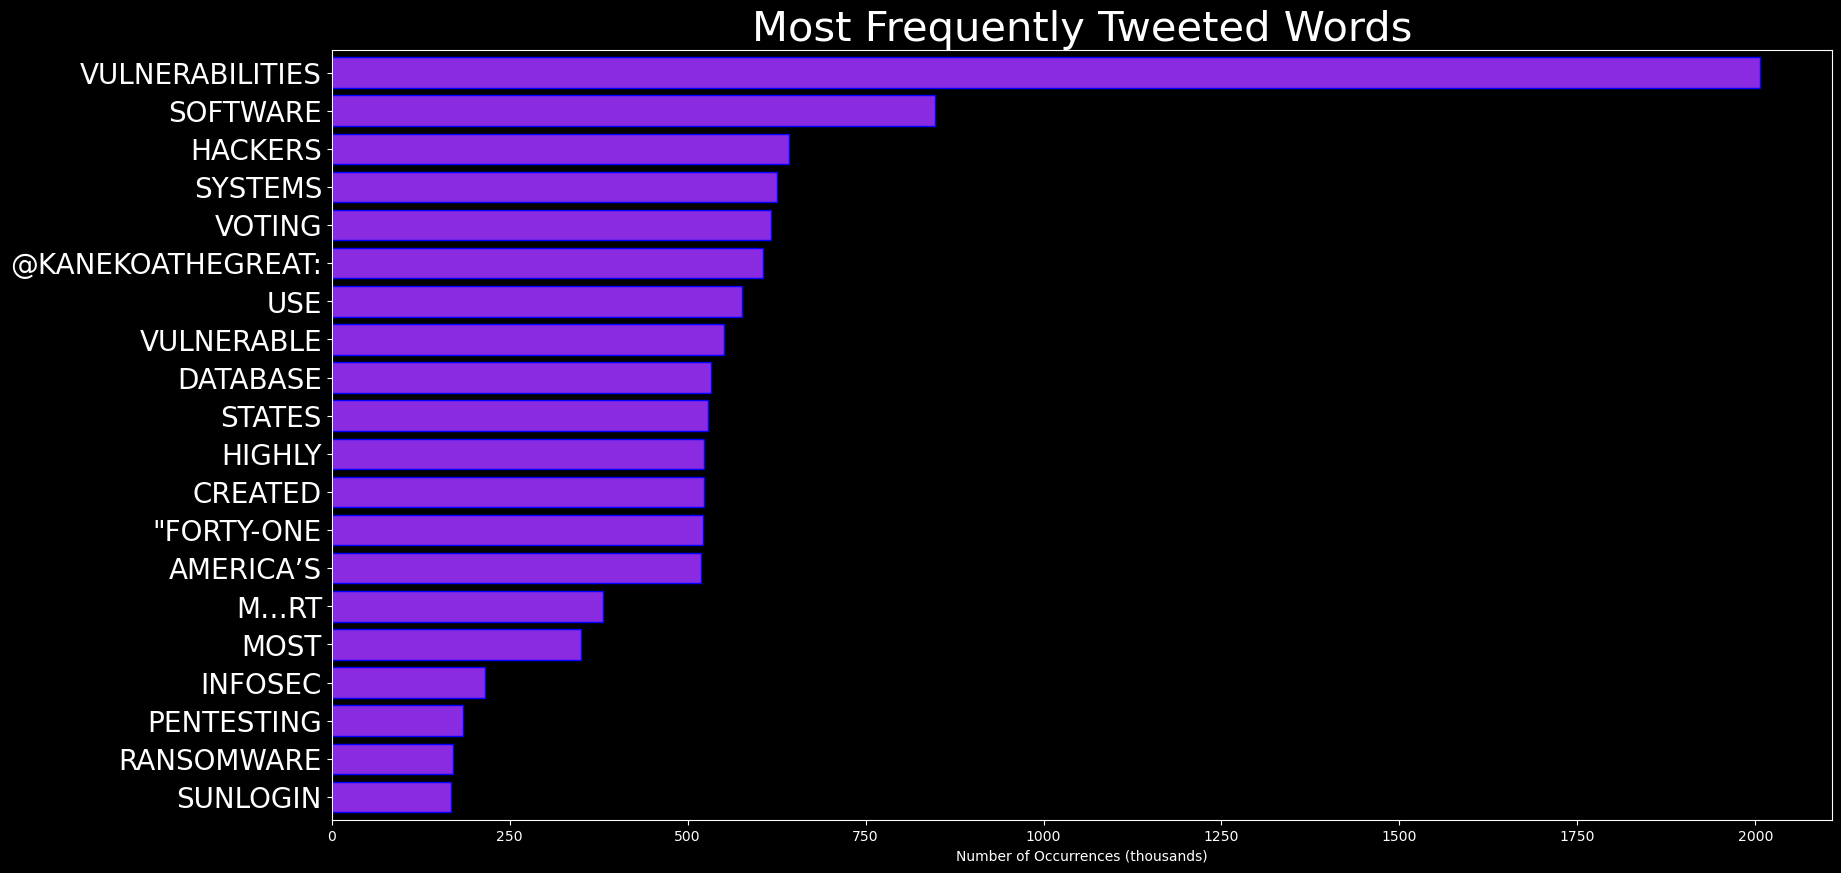 Most Frequently Tweeted Words
VULNERABILITIES
SOFTWARE
HACKERS
SYSTEMS
VOTING
@KANEKOATHEGREAT:
USE
VULNERABLE
DATABASE
STATES
HIGHLY
CREATED
"FORTY-ONE
AMERICA’S
M…RT
MOST
INFOSEC
PENTESTING
RANSOMWARE
SUNLOGIN
0 250 500 750 1000 1250 1500 1750 2000
Number of Occurrences (thousands)